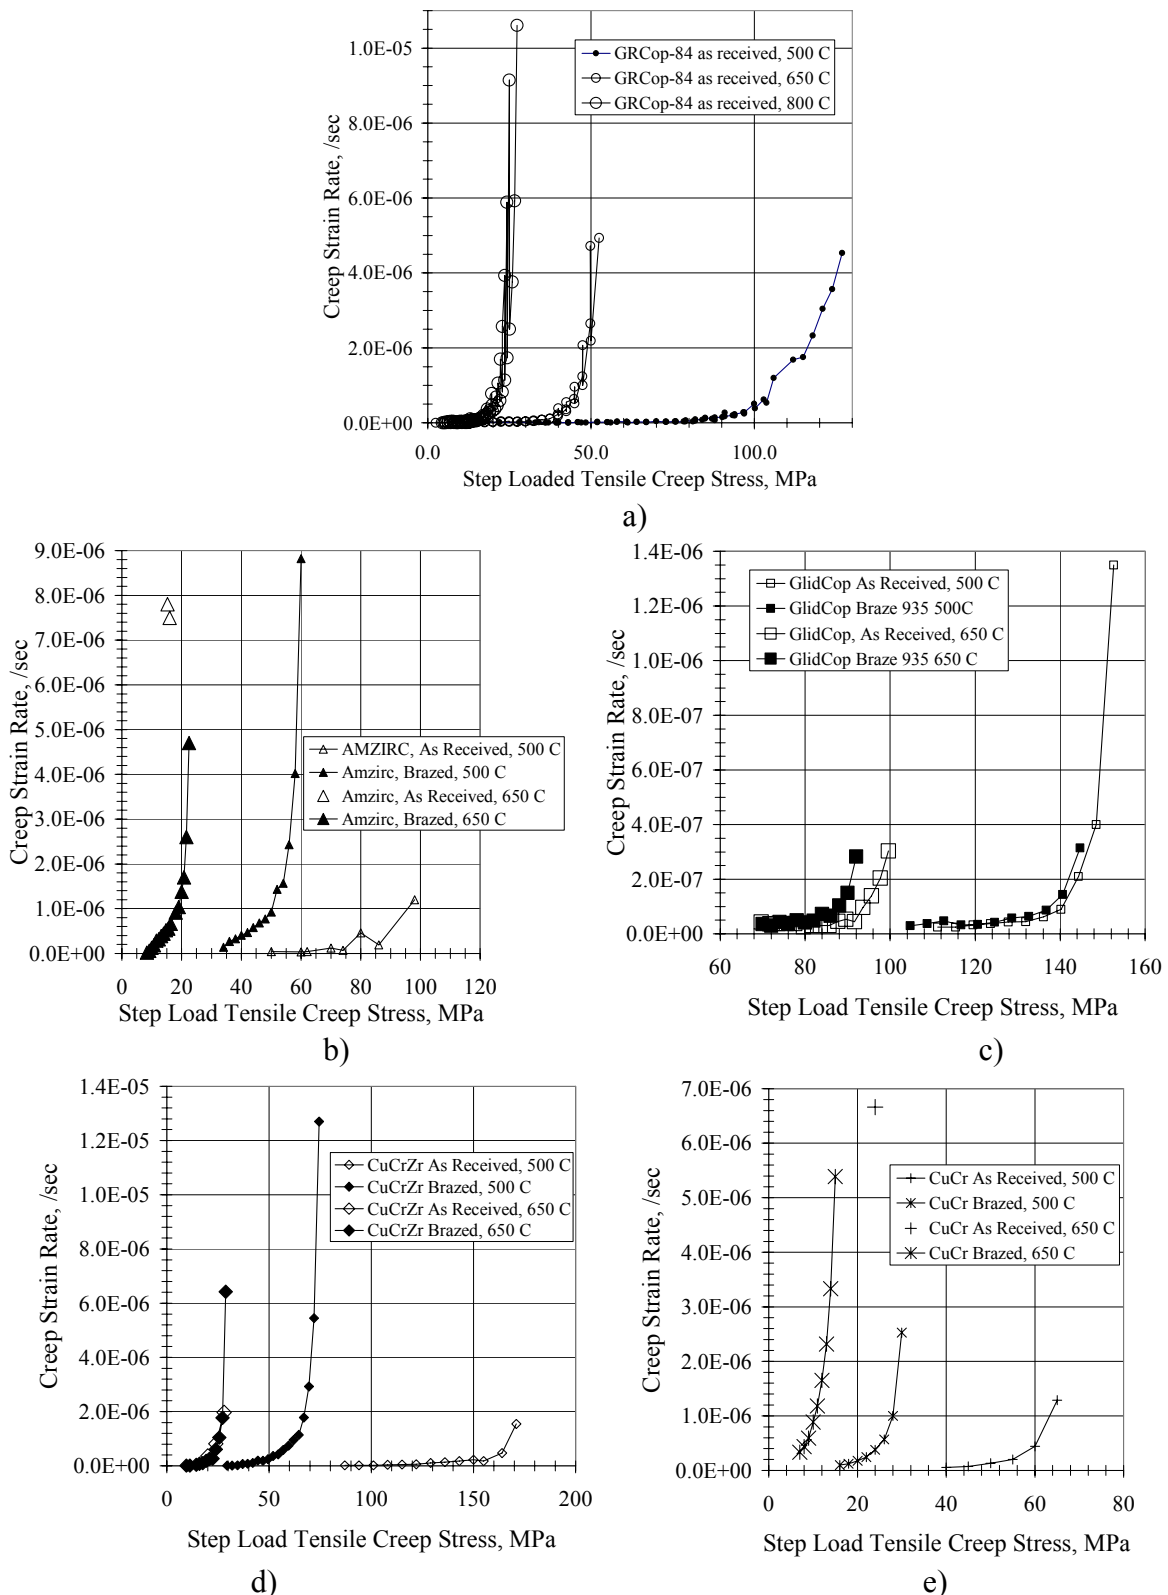 1.0E-05
8.0E-06
6.0E-06
4.0E-06
2.0E-06
0.0E+00
Creep Strain Rate, /sec
GRCop-84 as received, 500 C
GRCop-84 as received, 650 C
GRCop-84 as received, 800 C
0.0 50.0 100.0
Step Loaded Tensile Creep Stress, MPa
a)
9.0E-06
8.0E-06
7.0E-06
6.0E-06
5.0E-06
4.0E-06
3.0E-06
2.0E-06
1.0E-06
0.0E+00
Creep Strain Rate, /sec
AMZIRC, As Received, 500 C
Amzirc, Brazed, 500 C
Amzirc, As Received, 650 C
Amzirc, Brazed, 650 C
0 20 40 60 80 100 120
Step Load Tensile Creep Stress, MPa
b)
1.4E-06
1.2E-06
1.0E-06
8.0E-07
6.0E-07
4.0E-07
2.0E-07
0.0E+00
Creep Strain Rate, /sec
GlidCop As Received, 500 C
GlidCop Braze 935 500C
GlidCop, As Received, 650 C
GlidCop Braze 935 650 C
60 80 100 120 140 160
Step Load Tensile Creep Stress, MPa
c)
1.4E-05
1.2E-05
1.0E-05
8.0E-06
6.0E-06
4.0E-06
2.0E-06
0.0E+00
Creep Strain Rate, /sec
CuCrZr As Received, 500 C
CuCrZr Brazed, 500 C
CuCrZr As Received, 650 C
CuCrZr Brazed, 650 C
0 50 100 150 200
Step Load Tensile Creep Stress, MPa
d)
7.0E-06
6.0E-06
5.0E-06
4.0E-06
3.0E-06
2.0E-06
1.0E-06
0.0E+00
Creep Strain Rate, /sec
CuCr As Received, 500 C
CuCr Brazed, 500 C
CuCr As Received, 650 C
CuCr Brazed, 650 C
0 20 40 60 80
Step Load Tensile Creep Stress, MPa
e)